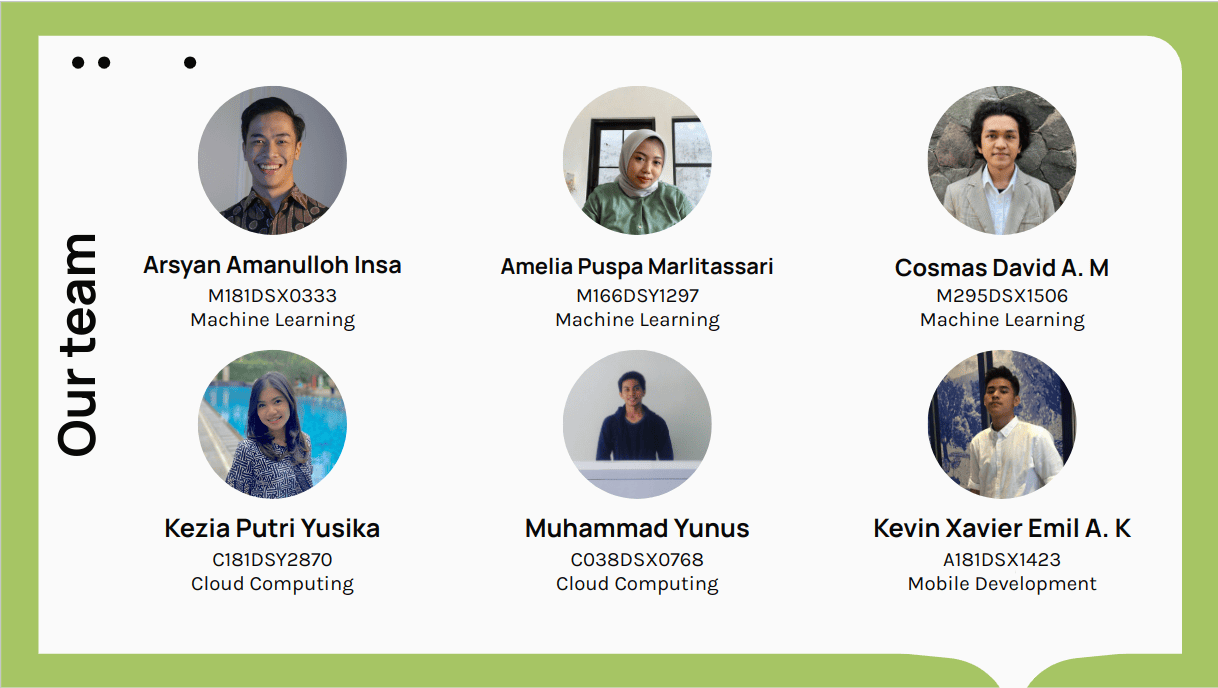 Our team
Arsyan Amanulloh Insa
M181DSX0333
Machine Learning
Amelia Puspa Marlitassari
M166DSY1297
Machine Learning
Cosmas David A. M
M295DSX1506
Machine Learning
Kezia Putri Yusika
C181DSY2870
Cloud Computing
Muhammad Yunus
C038DSX0768
Cloud Computing
Kevin Xavier Emil A. K
A181DSX1423
Mobile Development